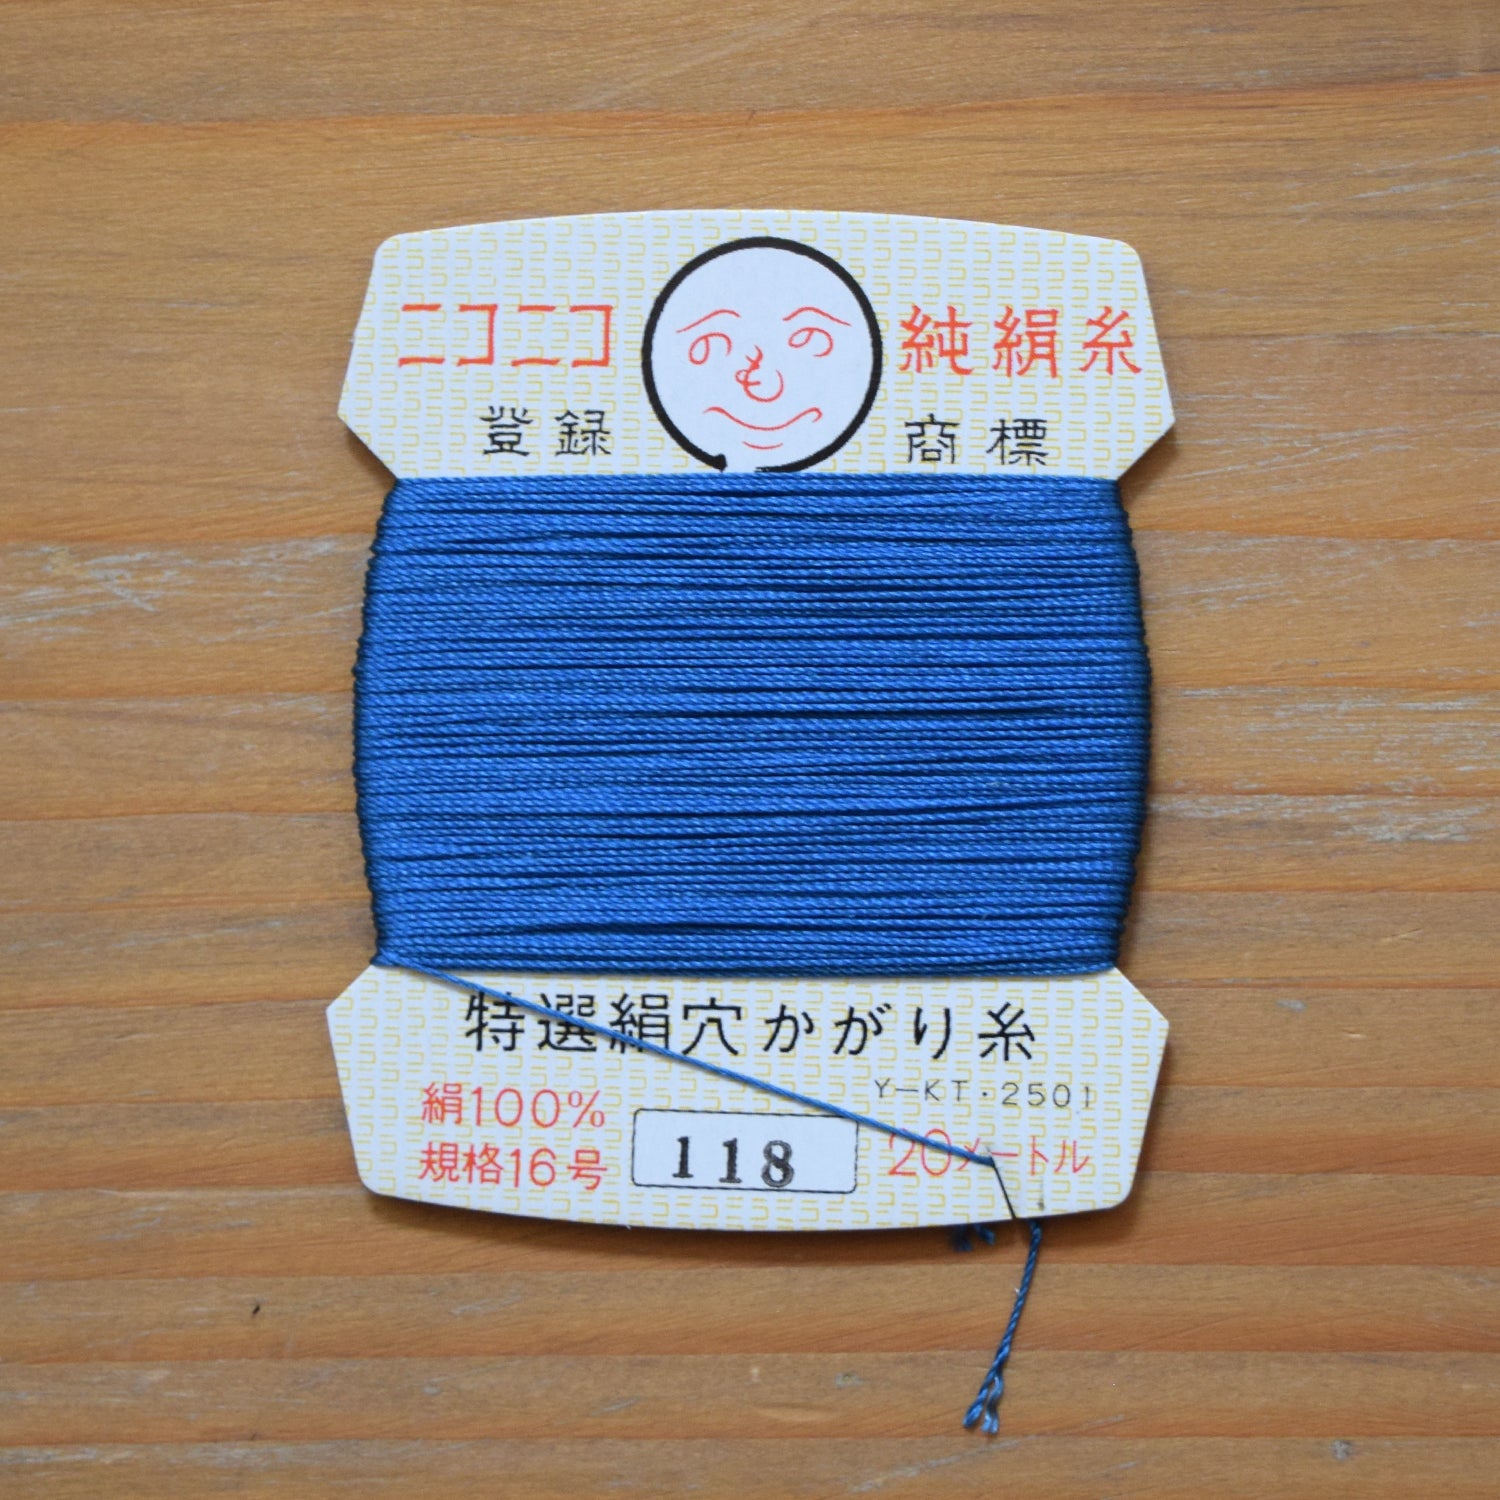 ニコニコ 純絹糸
登録 商標
特選絹穴かがり糸
Y-KT・2501
絹100%
規格16号 118 20メートル